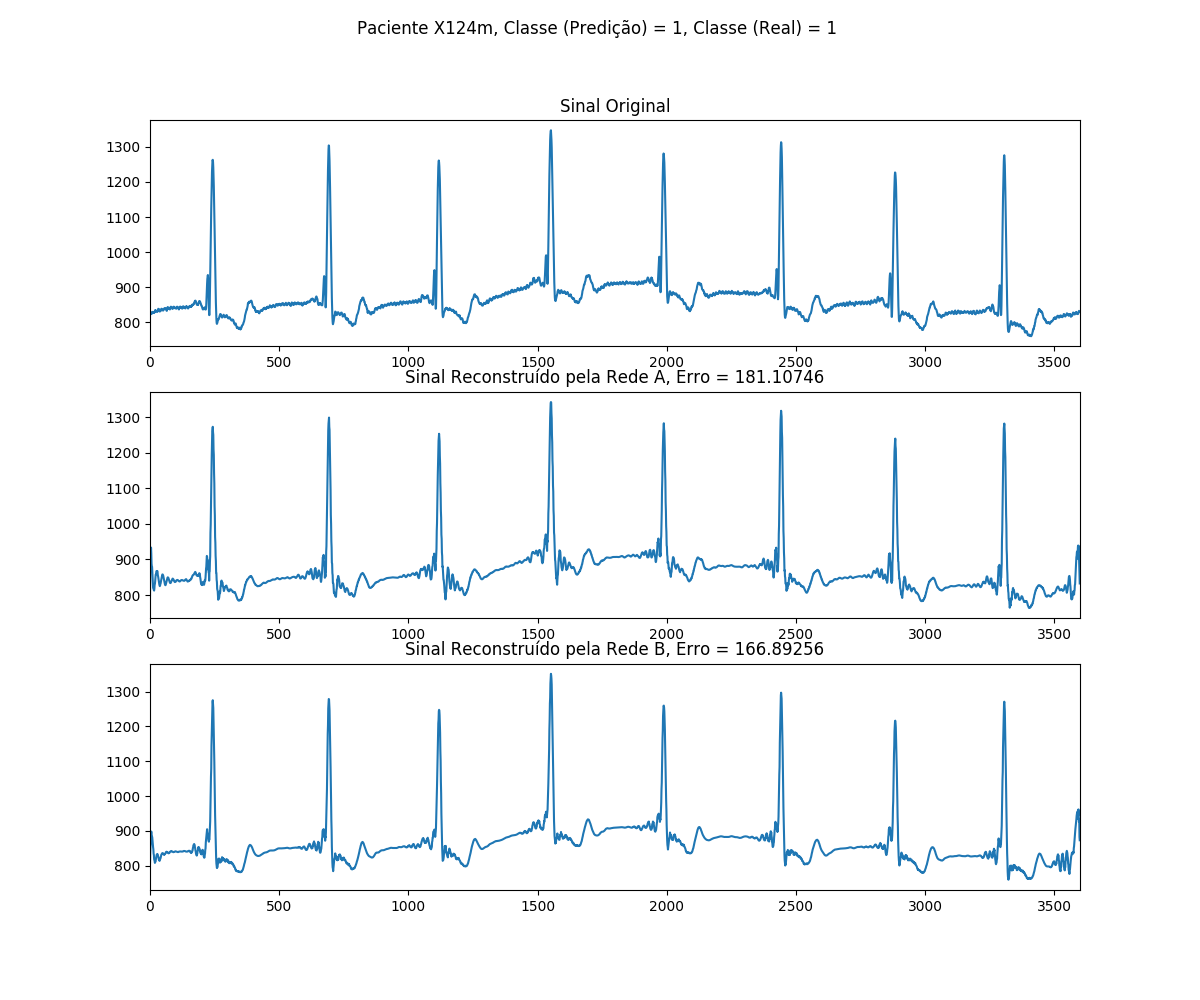 Paciente X124m, Classe (Predição) = 1, Classe (Real) = 1
Sinal Original
1300
1200
1100
1000
900
800
0 500 1000 1500 2000 2500 3000 3500
Sinal Reconstruído pela Rede A, Erro = 181.10746
1300
1200
1100
1000
900
800
0 500 1000 1500 2000 2500 3000 3500
Sinal Reconstruído pela Rede B, Erro = 166.89256
1300
1200
1100
1000
900
800
0 500 1000 1500 2000 2500 3000 3500